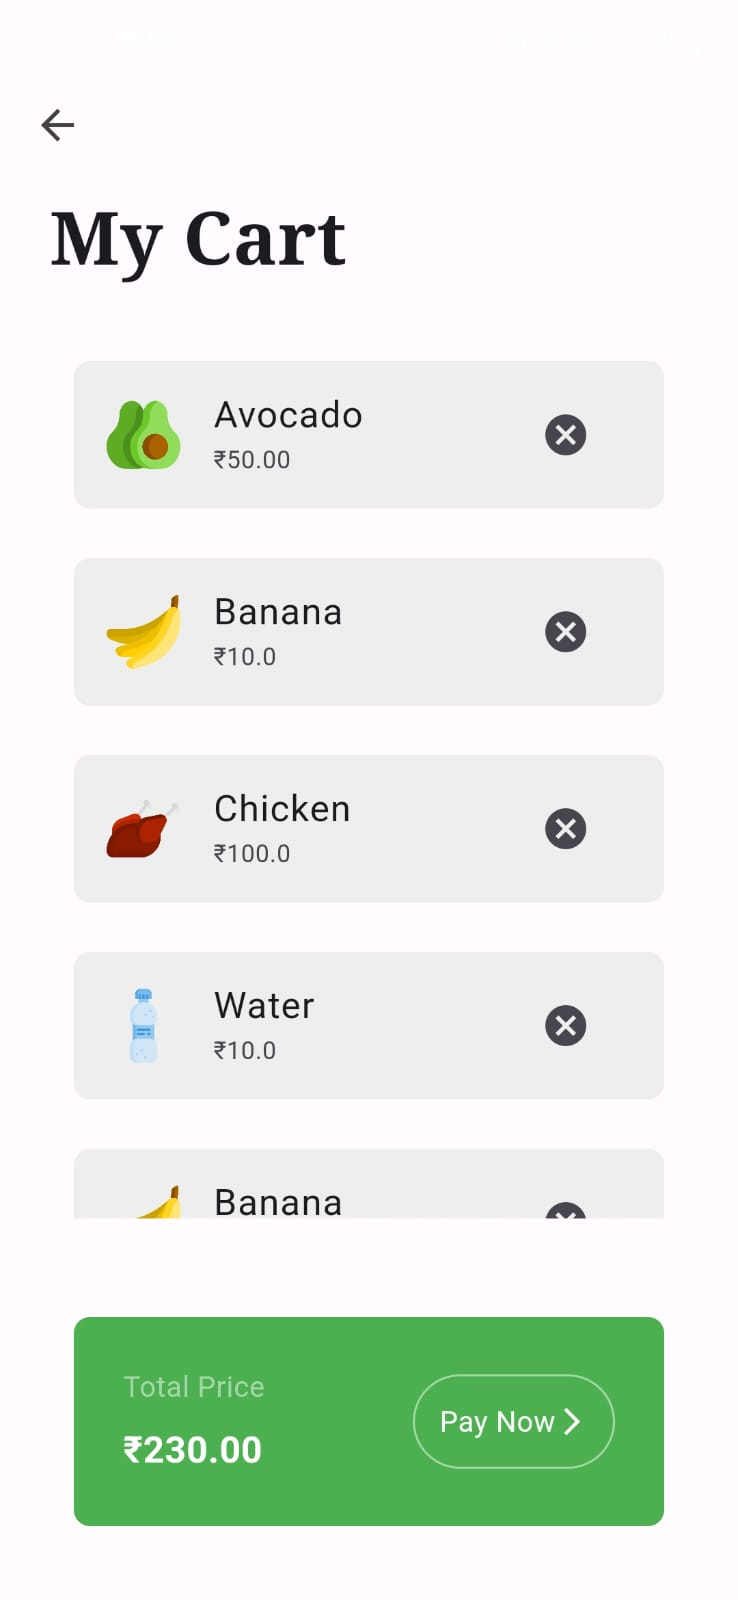 My Cart
Avocado
₹50.00
Banana
₹10.0
Chicken
₹100.0
Water
₹10.0
Banana
Total Price
₹230.00
Pay Now